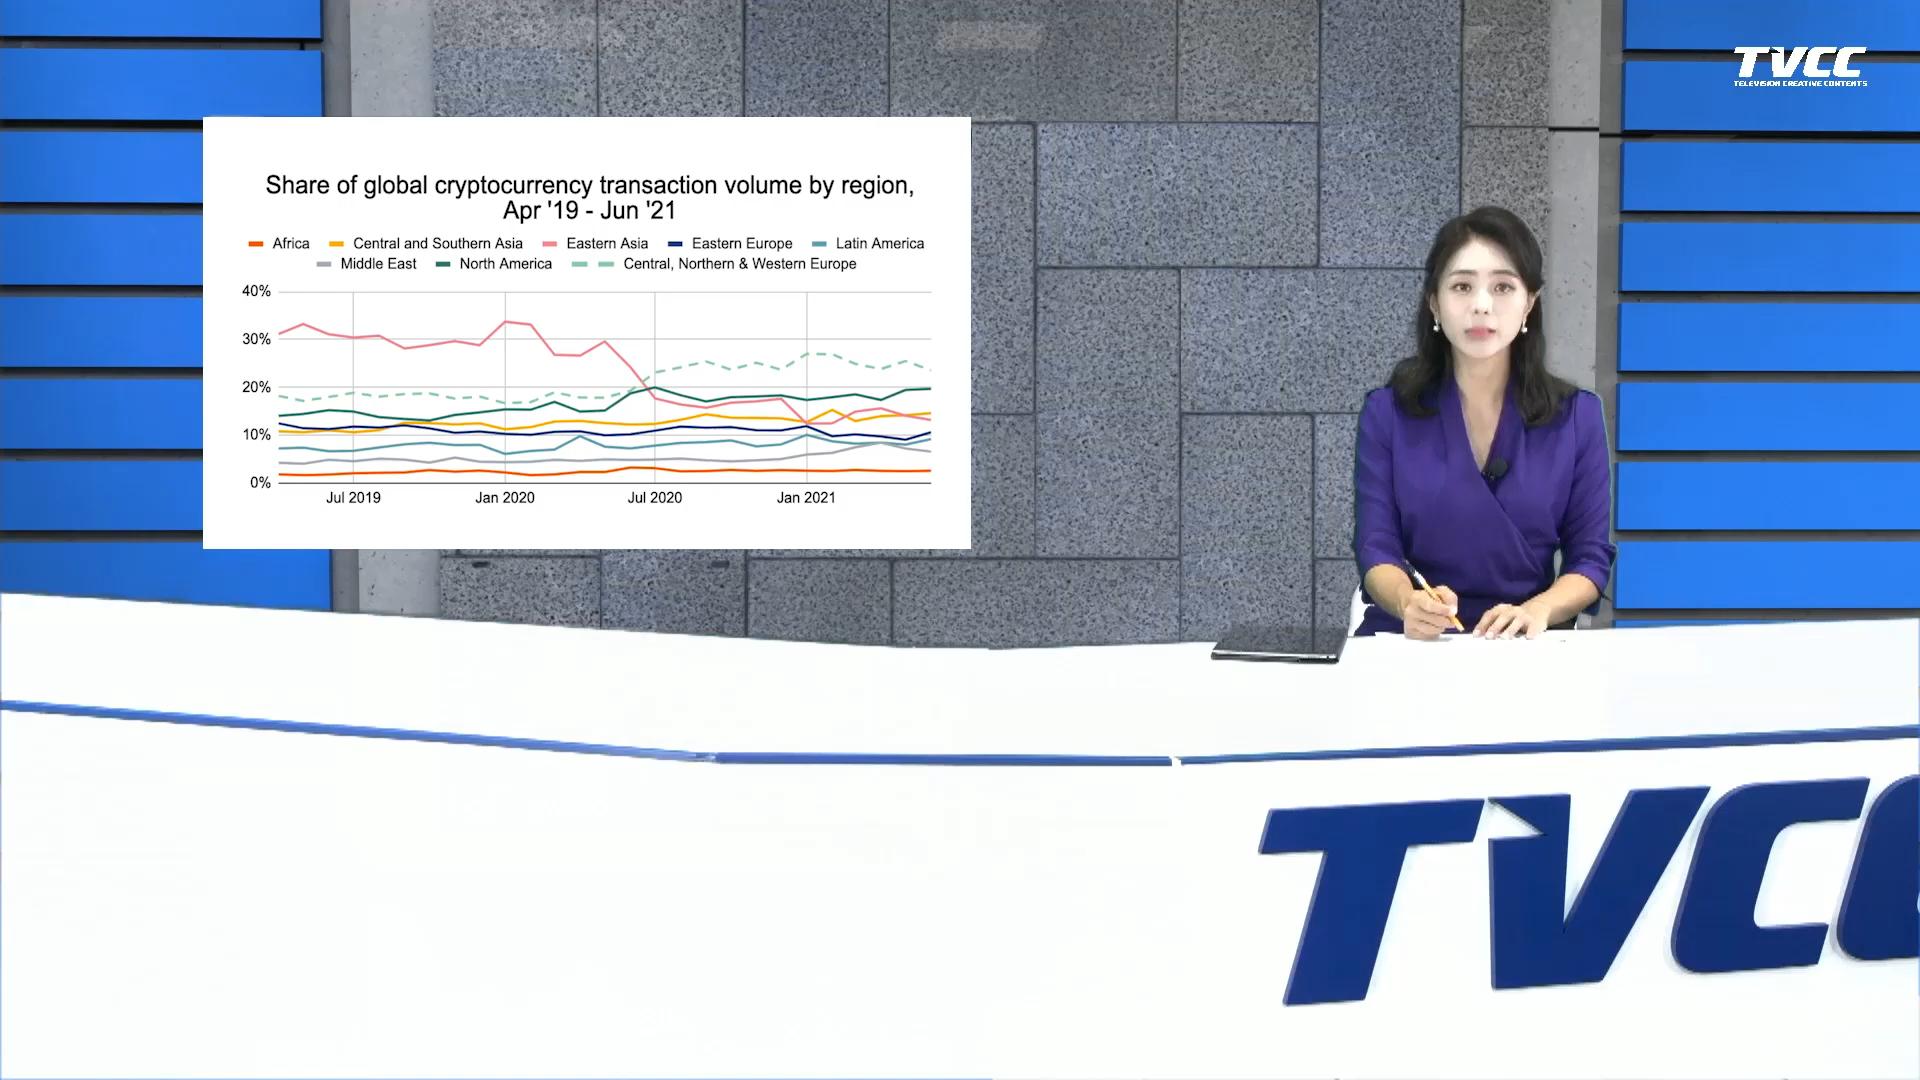 TVCC
TELEVISION CREATIVE CONTENTS
Share of global cryptocurrency transaction volume by region,
Apr '19 - Jun '21
Africa Central and Southern Asia Eastern Asia Eastern Europe Latin America
Middle East North America Central, Northern & Western Europe
40%
30%
20%
10%
0%
Jul 2019 Jan 2020 Jul 2020 Jan 2021
TVCC